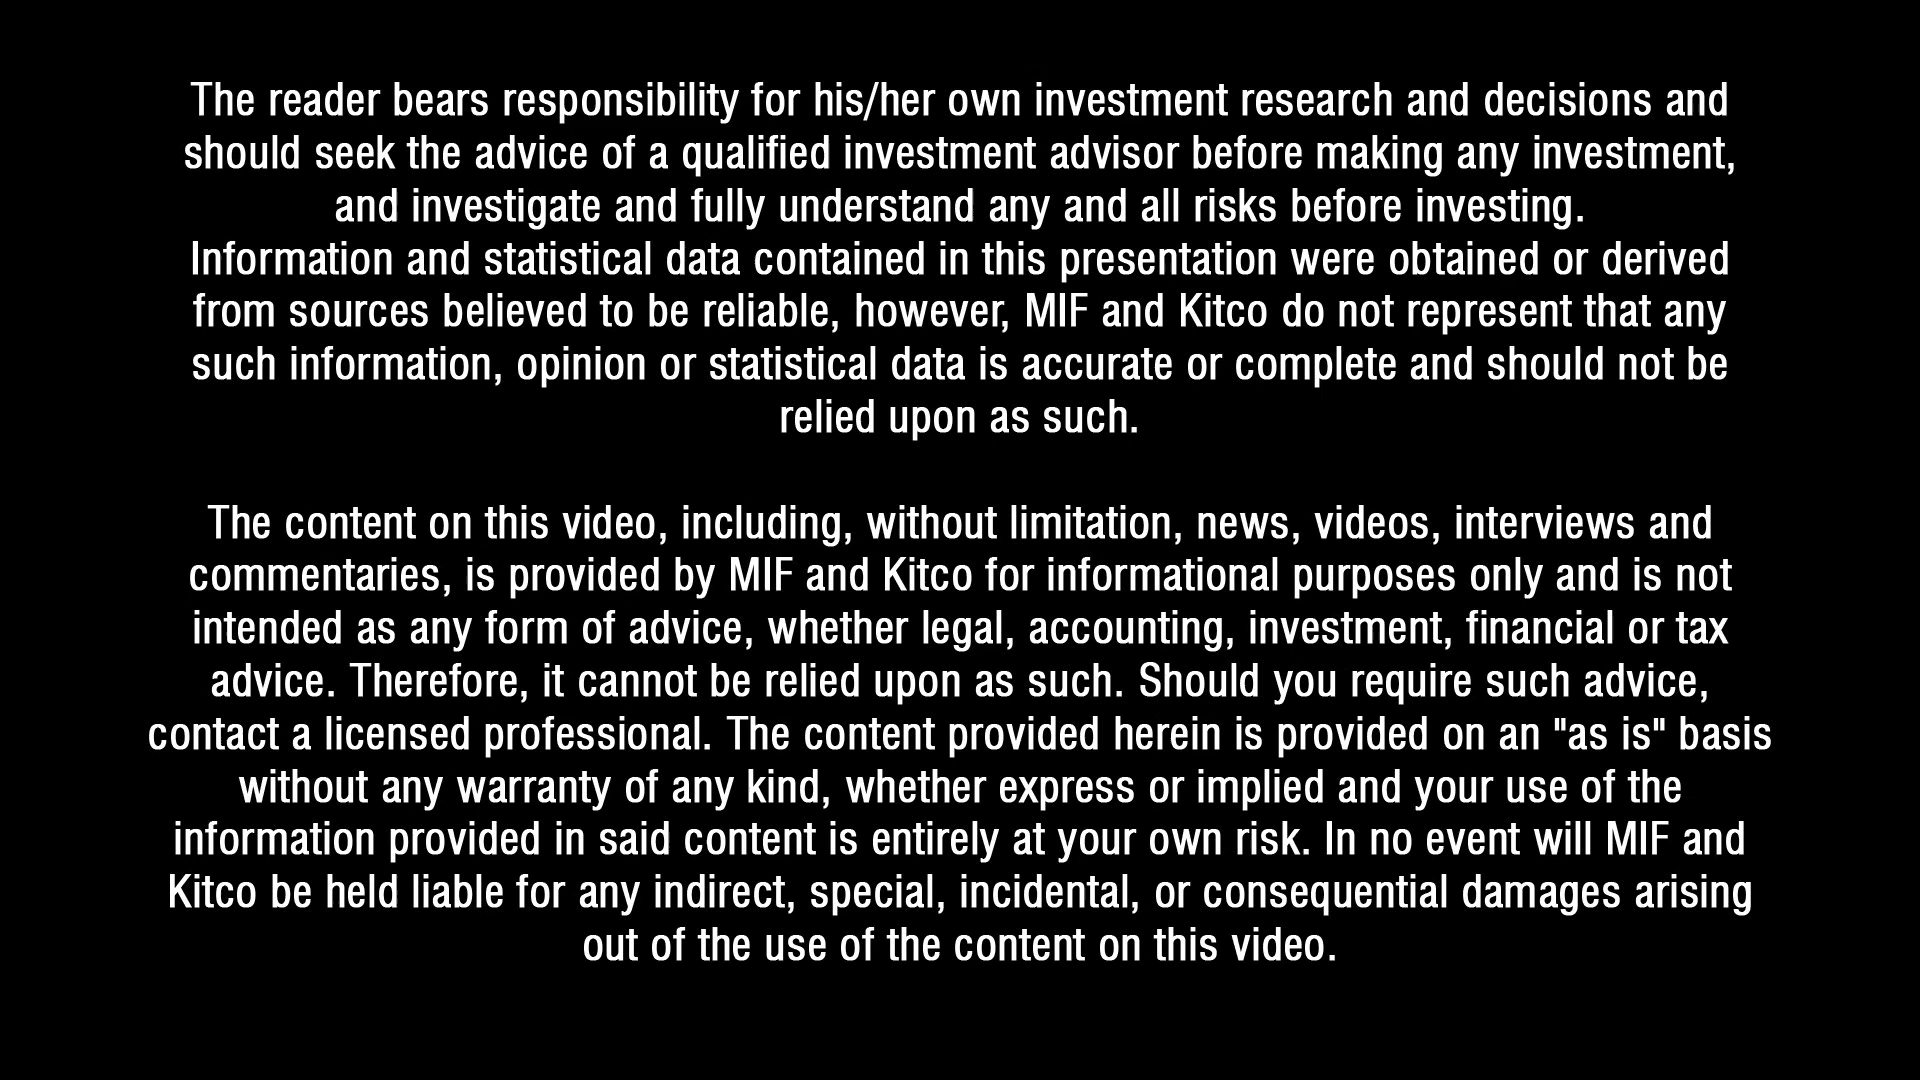 The reader bears responsibility for his/her own investment research and decisions and
should seek the advice of a qualified investment advisor before making any investment,
and investigate and fully understand any and all risks before investing.
Information and statistical data contained in this presentation were obtained or derived
from sources believed to be reliable, however, MIF and Kitco do not represent that any
such information, opinion or statistical data is accurate or complete and should not be
relied upon as such.
The content on this video, including, without limitation, news, videos, interviews and
commentaries, is provided by MIF and Kitco for informational purposes only and is not
intended as any form of advice, whether legal, accounting, investment, financial or tax
advice. Therefore, it cannot be relied upon as such. Should you require such advice,
contact a licensed professional. The content provided herein is provided on an "as is" basis
without any warranty of any kind, whether express or implied and your use of the
information provided in said content is entirely at your own risk. In no event will MIF and
Kitco be held liable for any indirect, special, incidental, or consequential damages arising
out of the use of the content on this video.